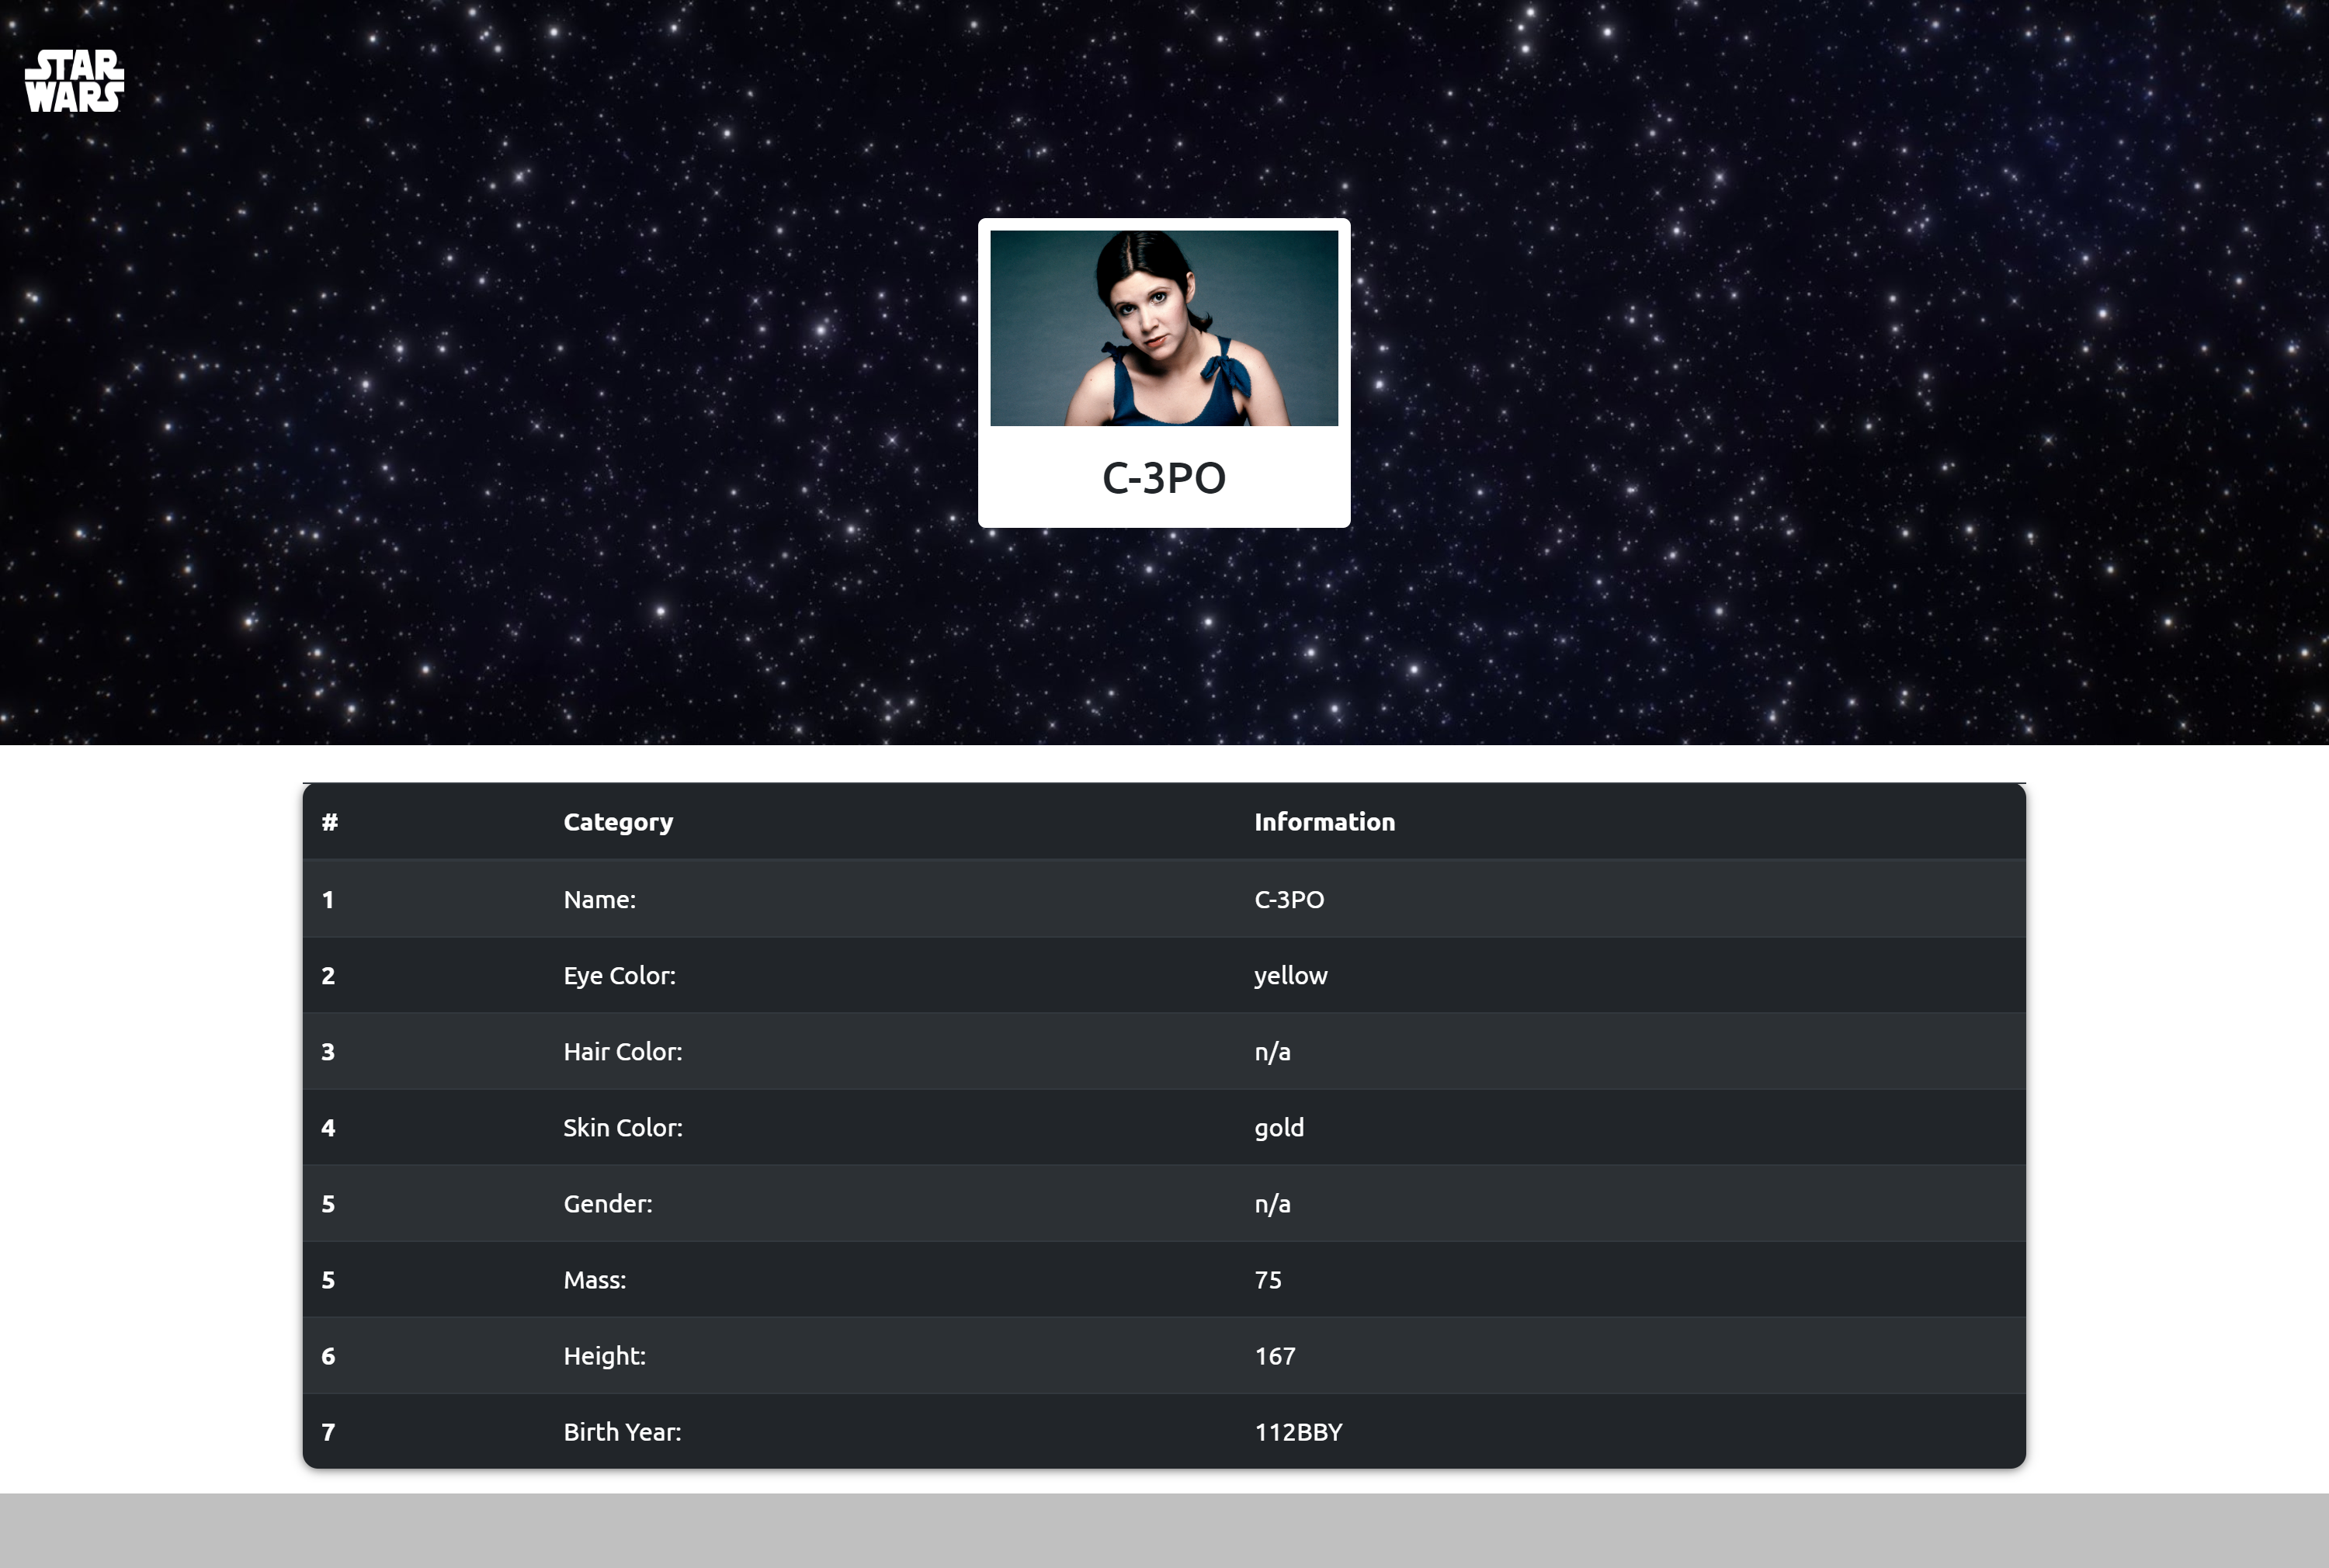 STAR
WARS
C-3PO
# Category Information
1 Name: C-3PO
2 Eye Color: yellow
3 Hair Color: n/a
4 Skin Color: gold
5 Gender: n/a
5 Mass: 75
6 Height: 167
7 Birth Year: 112BBY